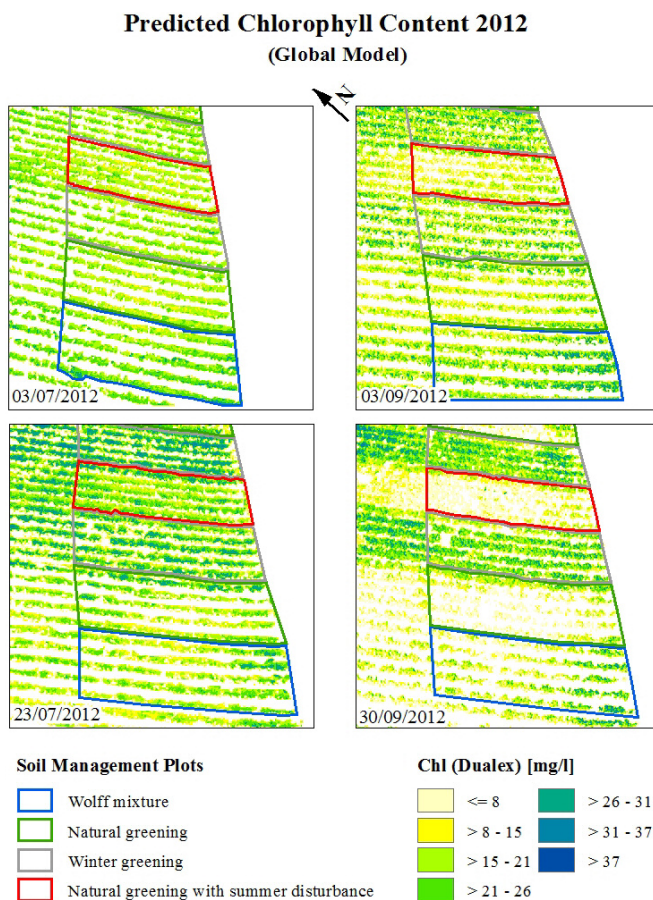 Predicted Chlorophyll Content 2012
(Global Model)
N
03/07/2012
03/09/2012
23/07/2012
30/09/2012
Soil Management Plots
Wolff mixture
Natural greening
Winter greening
Natural greening with summer disturbance
Chl (Dualex) [mg/l]
<= 8
> 8 - 15
> 15 - 21
> 21 - 26
> 26 - 31
> 31 - 37
> 37